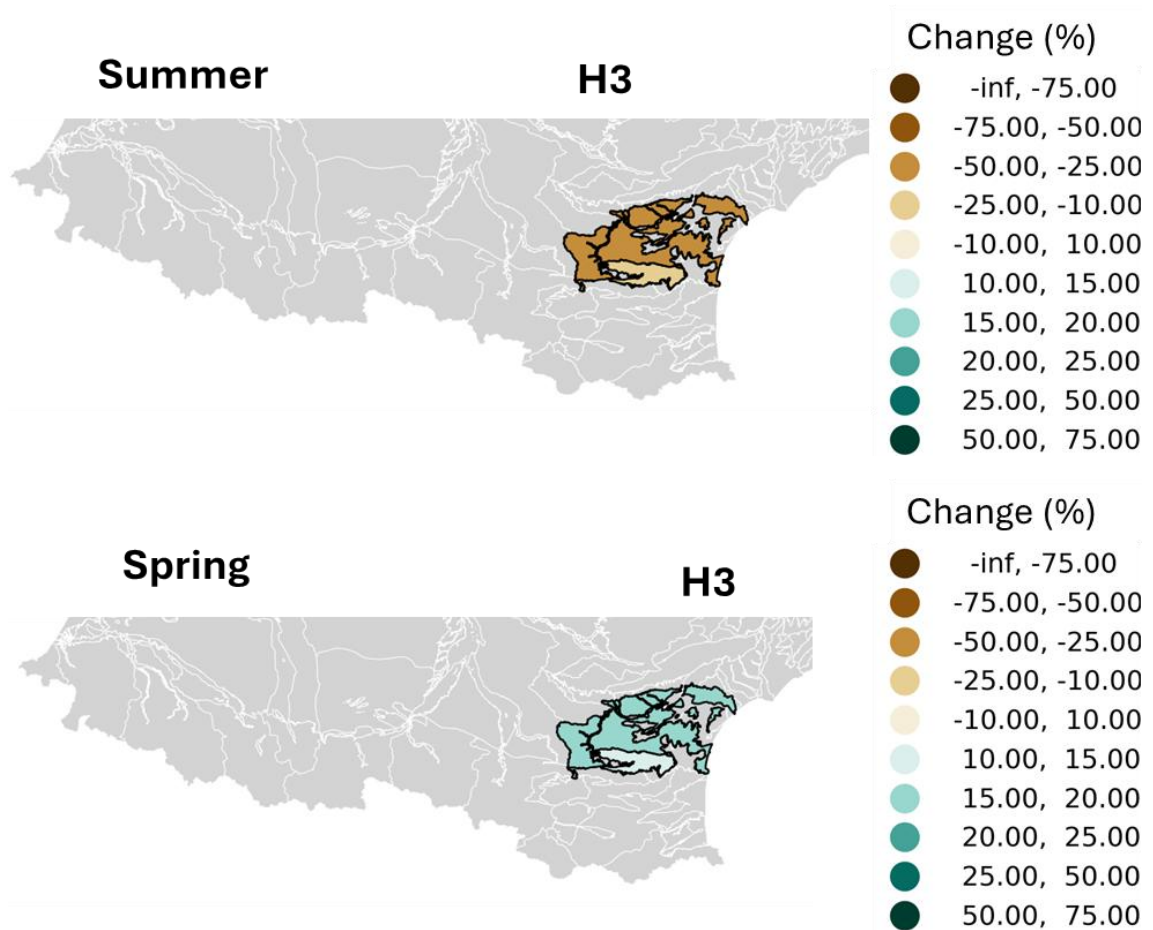 Summer
H3
Change (%)
-inf, -75.00
-75.00, -50.00
-50.00, -25.00
-25.00, -10.00
-10.00, 10.00
10.00, 15.00
15.00, 20.00
20.00, 25.00
25.00, 50.00
50.00, 75.00
Spring
H3
Change (%)
-inf, -75.00
-75.00, -50.00
-50.00, -25.00
-25.00, -10.00
-10.00, 10.00
10.00, 15.00
15.00, 20.00
20.00, 25.00
25.00, 50.00
50.00, 75.00